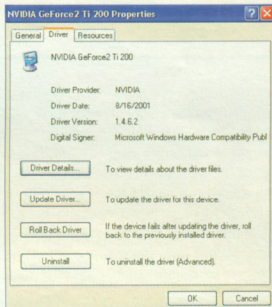 NVIDIA GeForce2 Ti 200 Properties
General Driver Resources
NVIDIA GeForce2 Ti 200
Driver Provider: NVIDIA
Driver Date: 8/16/2001
Driver Version: 1.4.6.2
Digital Signer: Microsoft Windows Hardware Compatibility Publ
Driver Details... To view details about the driver files.
Update Driver... To update the driver for this device.
Roll Back Driver If the device fails after updating the driver, roll
back to the previously installed driver.
Uninstall To uninstall the driver (Advanced).
OK Cancel